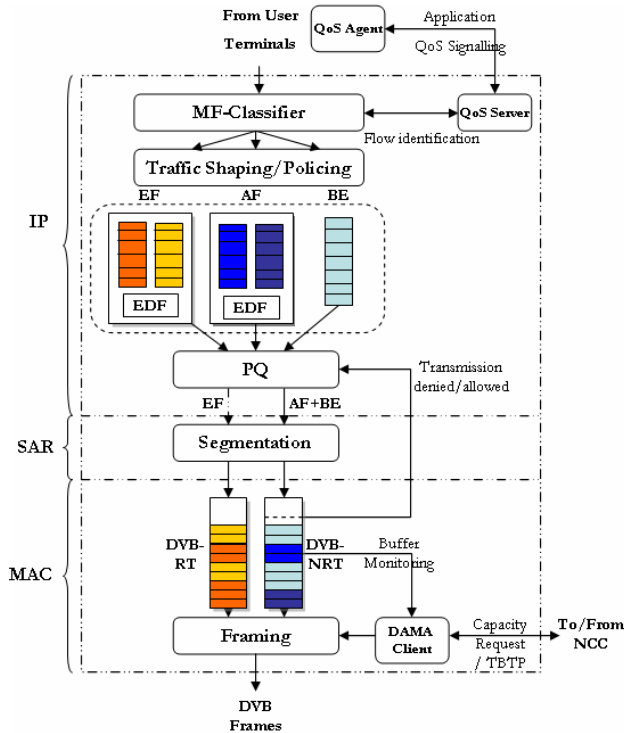 From User
Terminals
QoS Agent
Application
QoS Signalling
MF-Classifier
QoS Server
Flow identification
Traffic Shaping/Policing
EF
AF
BE
IP
EDF
EDF
PQ
Transmission
denied/allowed
EF
AF+BE
SAR
Segmentation
DVB-
RT
DVB-
NRT
Buffer
Monitoring
MAC
Framing
DAMA
Client
Capacity
Request
/ TBTP
To/From
NCC
DVB
Frames